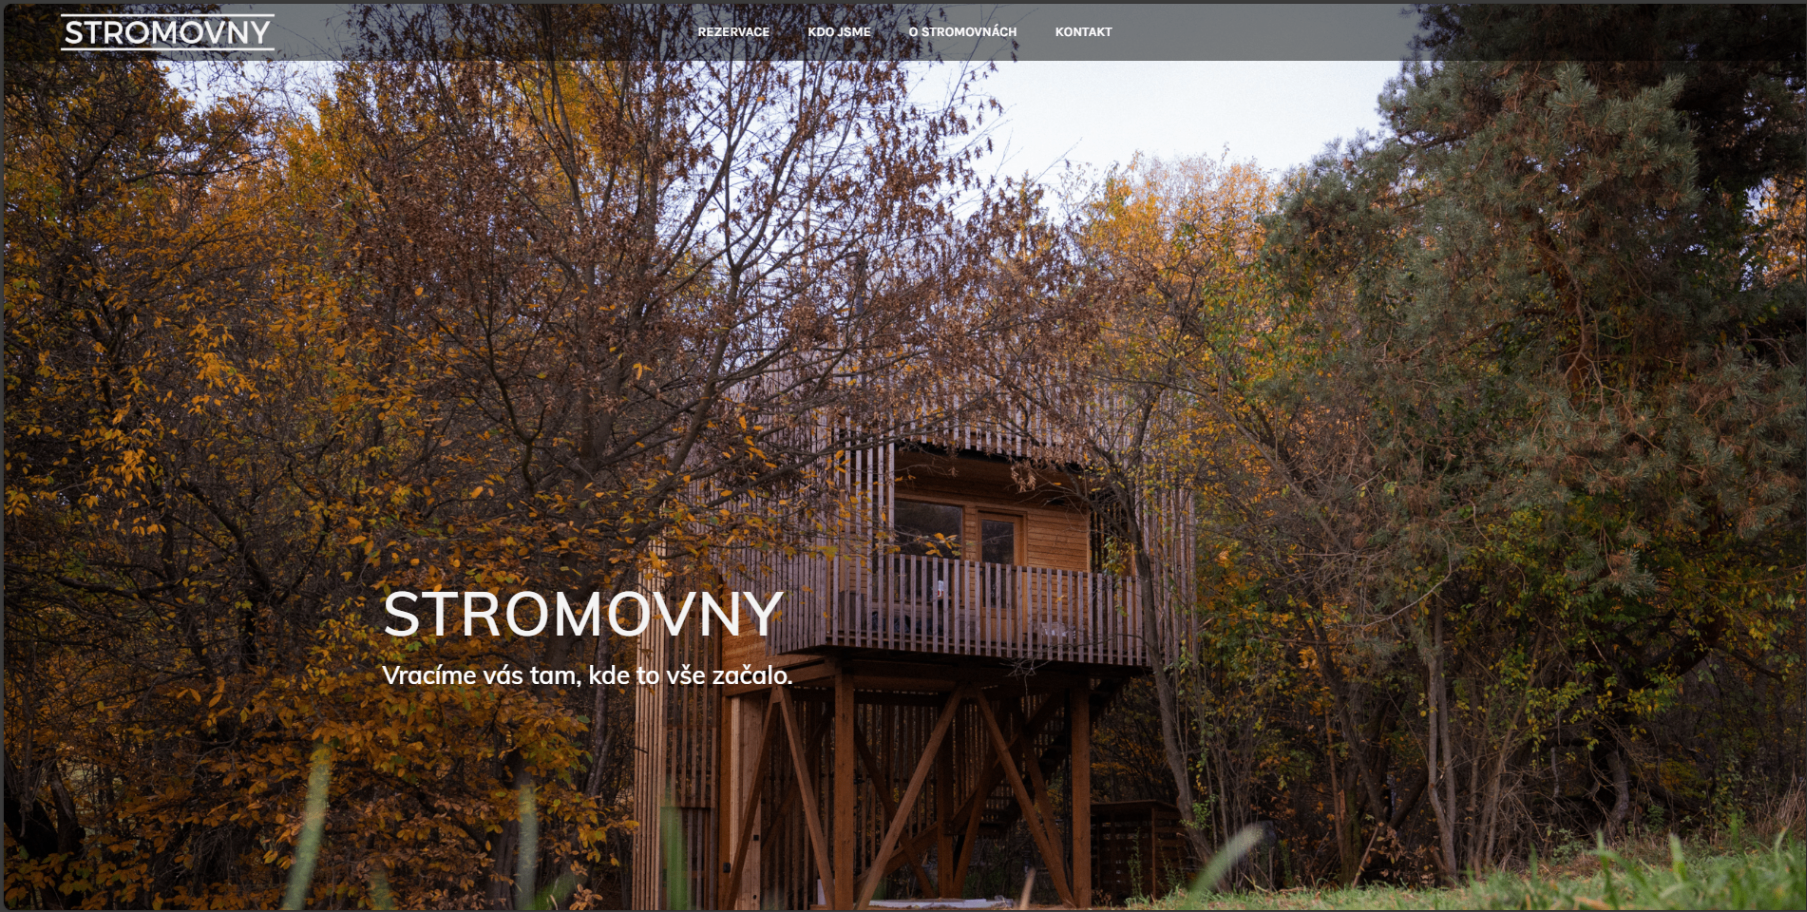 STROMOVNY
REZERVACE KDO JSME O STROMOVNÁCH KONTAKT
STROMOVNY
Vracíme vás tam, kde to vše začalo.